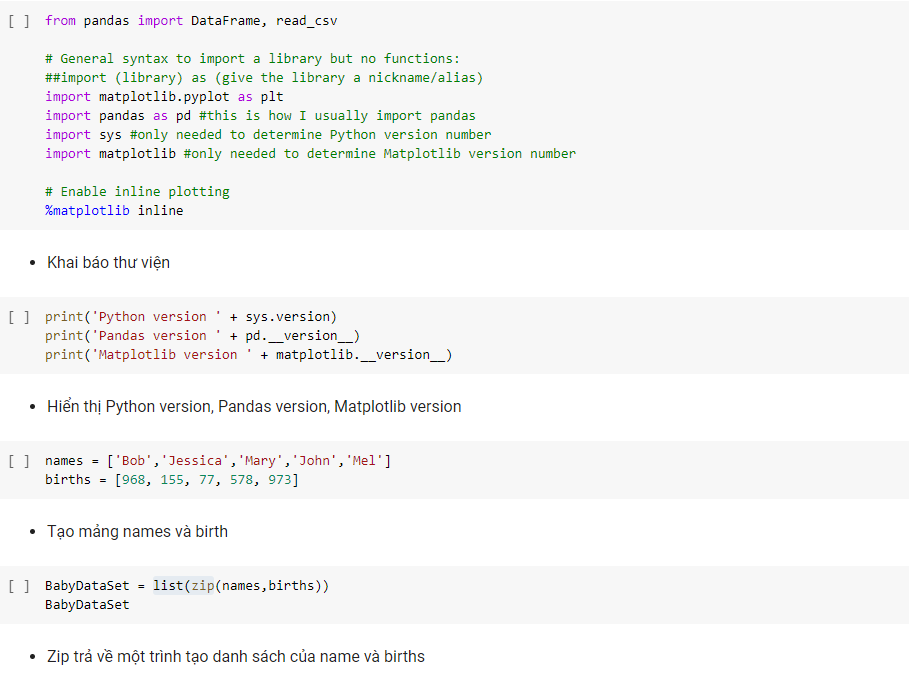 [ ] from pandas import DataFrame, read_csv
# General syntax to import a library but no functions:
##import (library) as (give the library a nickname/alias)
import matplotlib.pyplot as plt
import pandas as pd #this is how I usually import pandas
import sys #only needed to determine Python version number
import matplotlib #only needed to determine Matplotlib version number
# Enable inline plotting
%matplotlib inline
• Khai báo thư viện
[ ] print('Python version ' + sys.version)
print('Pandas version ' + pd.__version__)
print('Matplotlib version ' + matplotlib.__version__)
• Hiển thị Python version, Pandas version, Matplotlib version
[ ] names = ['Bob','Jessica','Mary','John','Mel']
births = [968, 155, 77, 578, 973]
• Tạo mảng names và birth
[ ] BabyDataSet = list(zip(names,births))
BabyDataSet
• Zip trả về một trình tạo danh sách của name và births